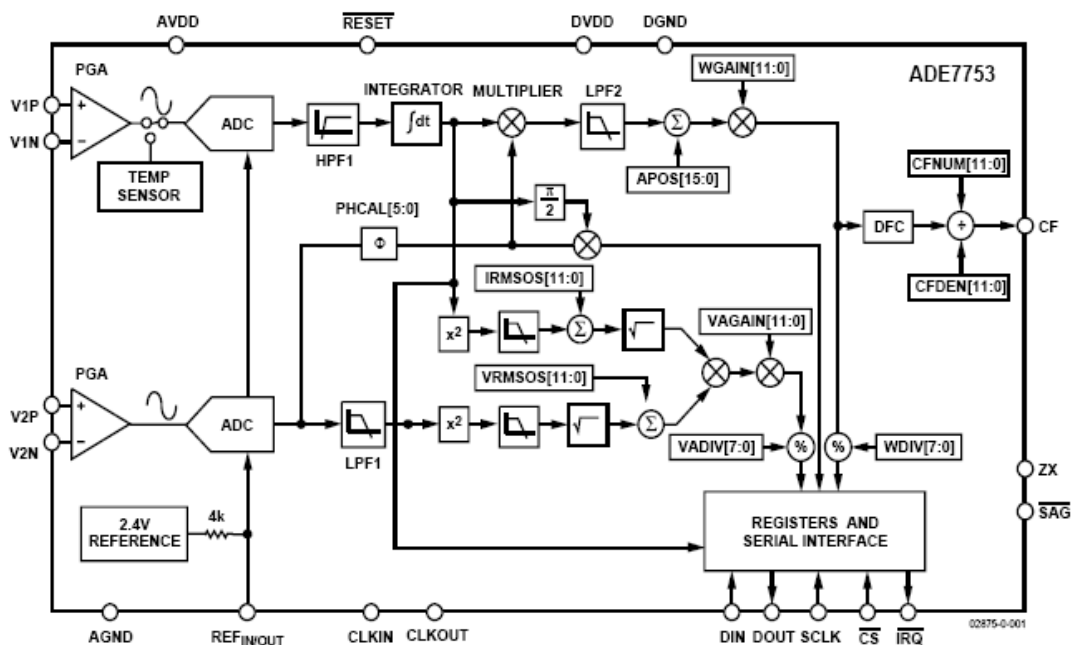 AVDD
RESET
DVDD
DGND
PGA
WGAIN[11:0]
ADE7753
INTEGRATOR
MULTIPLIER
LPF2
V1P
+
ADC
∫dt
Σ
CFNUM[11:0]
V1N
−
HPF1
TEMP
SENSOR
APOS[15:0]
π
2
PHCAL[5:0]
Φ
DFC
÷
CF
IRMSOS[11:0]
CFDEN[11:0]
x²
Σ
√
VAGAIN[11:0]
PGA
VRMSOS[11:0]
V2P
+
ADC
x²
√
Σ
V2N
−
LPF1
VADIV[7:0]
%
%
WDIV[7:0]
ZX
2.4V
REFERENCE
4k
REGISTERS AND
SERIAL INTERFACE
SAG
AGND
REFIN/OUT
CLKIN
CLKOUT
DIN
DOUT
SCLK
CS
IRQ
02875-0-001